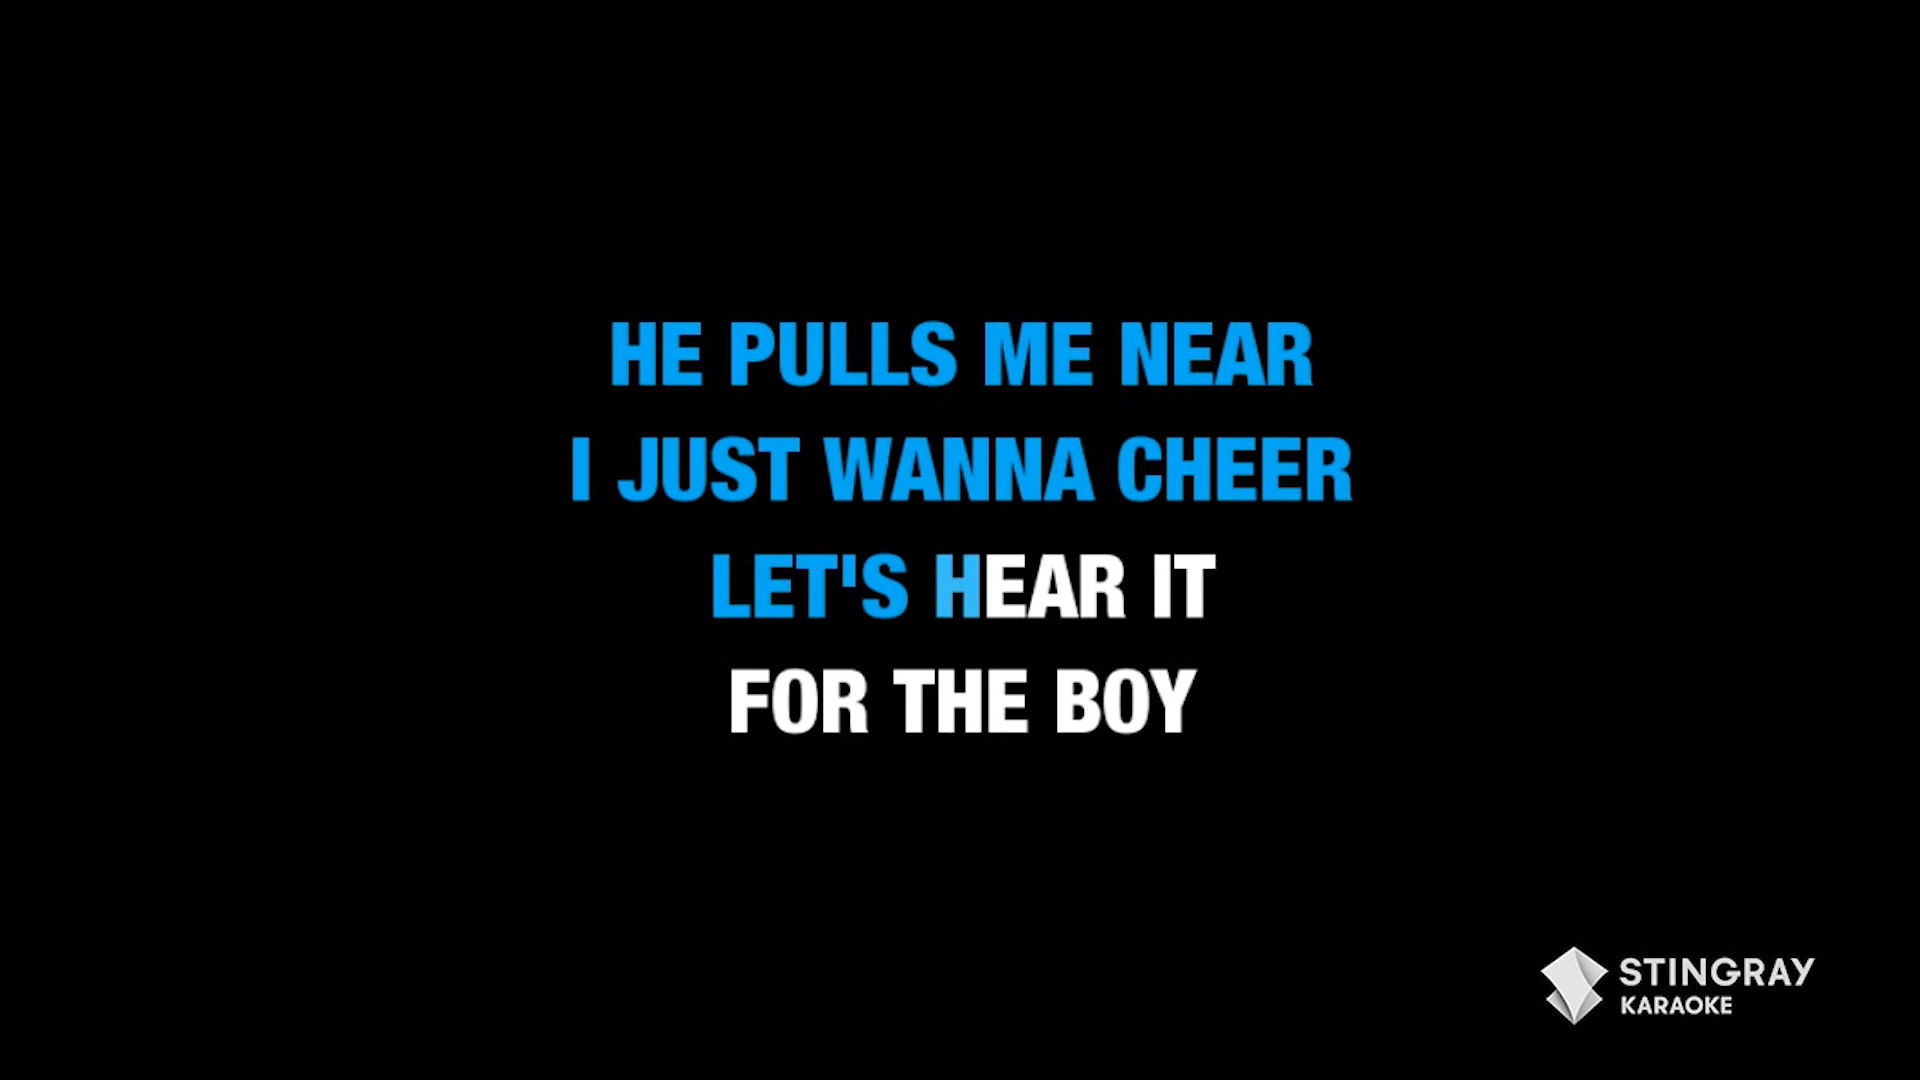 HE PULLS ME NEAR
I JUST WANNA CHEER
LET'S HEAR IT
FOR THE BOY
STINGRAY
KARAOKE